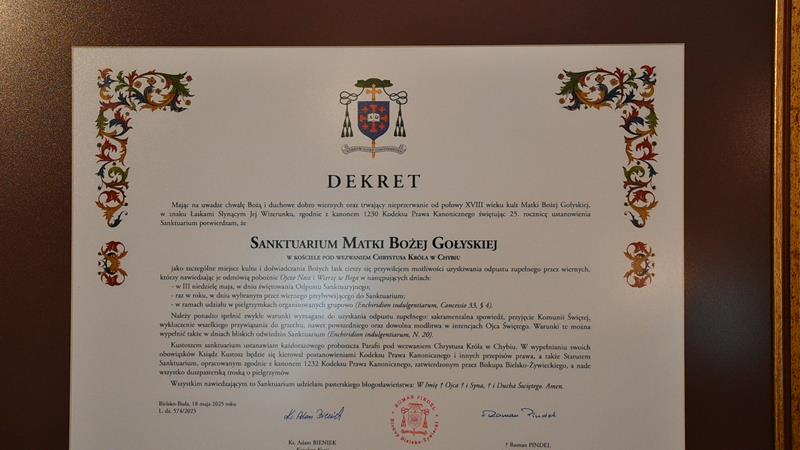 DEKRET
Mając na uwadze chwałę Bożą i duchowe dobro wiernych oraz trwający nieprzerwanie od połowy XVIII wieku kult Matki Bożej Gołyskiej,
w znaku Łaskami Słynącym Jej Wizerunku, zgodnie z kanonem 1230 Kodeksu Prawa Kanonicznego świętując 25. rocznicę ustanowienia
Sanktuarium potwierdzam, że
SANKTUARIUM MATKI BOŻEJ GOŁYSKIEJ
W KOŚCIELE POD WEZWANIEM CHRYSTUSA KRÓLA W CHYBIU
jako szczególne miejsce kultu i doświadczania Bożych łask cieszy się przywilejem możliwości uzyskiwania odpustu zupełnego przez wiernych,
którzy nawiedzając je odmówią pobożnie Ojcze Nasz i Wierzę w Boga w następujących dniach:
- w III niedzielę maja, w dniu świętowania Odpustu Sanktuaryjnego;
- raz w roku, w dniu wybranym przez wiernego przybywającego do Sanktuarium;
- w ramach udziału w pielgrzymkach organizowanych grupowo (Enchiridion indulgentiarum, Concessio 33, § 4).
Należy ponadto spełnić zwykłe warunki wymagane do uzyskania odpustu zupełnego: sakramentalna spowiedź, przyjęcie Komunii Świętej,
wykluczenie wszelkiego przywiązania do grzechu, nawet powszedniego oraz dowolna modlitwa w intencjach Ojca Świętego. Warunki te można
wypełnić także w dniach bliskich odwiedzin Sanktuarium (Enchiridion indulgentiarum, N. 20).
Kustoszem sanktuarium ustanawiam każdorazowego proboszcza Parafii pod wezwaniem Chrystusa Króla w Chybiu. W wypełnianiu swoich
obowiązków Ksiądz Kustosz będzie się kierował postanowieniami Kodeksu Prawa Kanonicznego i innych przepisów prawa, a także Statutem
Sanktuarium, opracowanym zgodnie z kanonem 1232 Kodeksu Prawa Kanonicznego, zatwierdzonym przez Biskupa Bielsko-Żywieckiego, a nade
wszystko duszpasterską troską o pielgrzymów.
Wszystkim nawiedzającym to Sanktuarium udzielam pasterskiego błogosławieństwa: W Imię † Ojca † i Syna, † i Ducha Świętego. Amen.
Bielsko-Biała, 18 maja 2025 roku
L. dz. 574/2025
Ks. Adam Bieniek
ROMAN PINDEL
Biskup Bielsko-Żywiecki
Roman Pindel
Ks. Adam BIENIEK
† Roman PINDEL